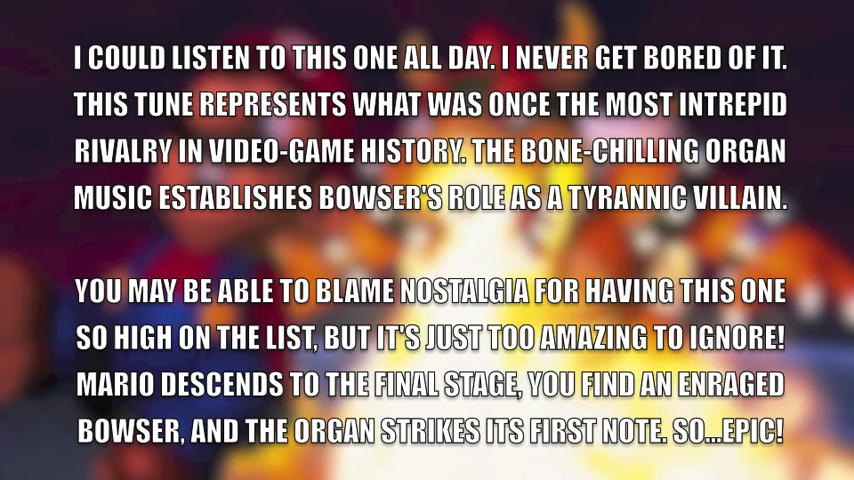 I COULD LISTEN TO THIS ONE ALL DAY. I NEVER GET BORED OF IT.
THIS TUNE REPRESENTS WHAT WAS ONCE THE MOST INTREPID
RIVALRY IN VIDEO-GAME HISTORY. THE BONE-CHILLING ORGAN
MUSIC ESTABLISHES BOWSER'S ROLE AS A TYRANNIC VILLAIN.
YOU MAY BE ABLE TO BLAME NOSTALGIA FOR HAVING THIS ONE
SO HIGH ON THE LIST, BUT IT'S JUST TOO AMAZING TO IGNORE!
MARIO DESCENDS TO THE FINAL STAGE, YOU FIND AN ENRAGED
BOWSER, AND THE ORGAN STRIKES ITS FIRST NOTE. SO...EPIC!